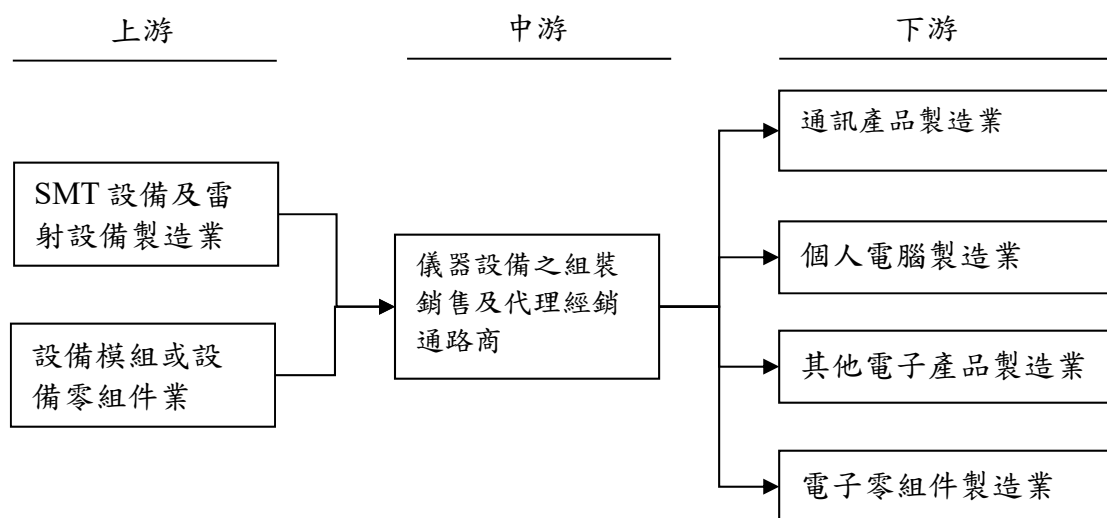 上游
中游
下游
SMT 設備及雷
射設備製造業
設備模組或設
備零組件業
儀器設備之組裝
銷售及代理經銷
通路商
通訊產品製造業
個人電腦製造業
其他電子產品製造業
電子零組件製造業